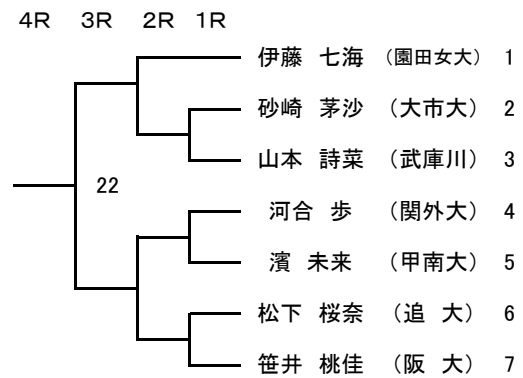 4R 3R 2R 1R
伊藤 七海 （園田女大） 1
砂崎 茅沙 （大市大） 2
山本 詩菜 （武庫川） 3
22
河合 歩 （関外大） 4
濱 未来 （甲南大） 5
松下 桜奈 （追 大） 6
笹井 桃佳 （阪 大） 7